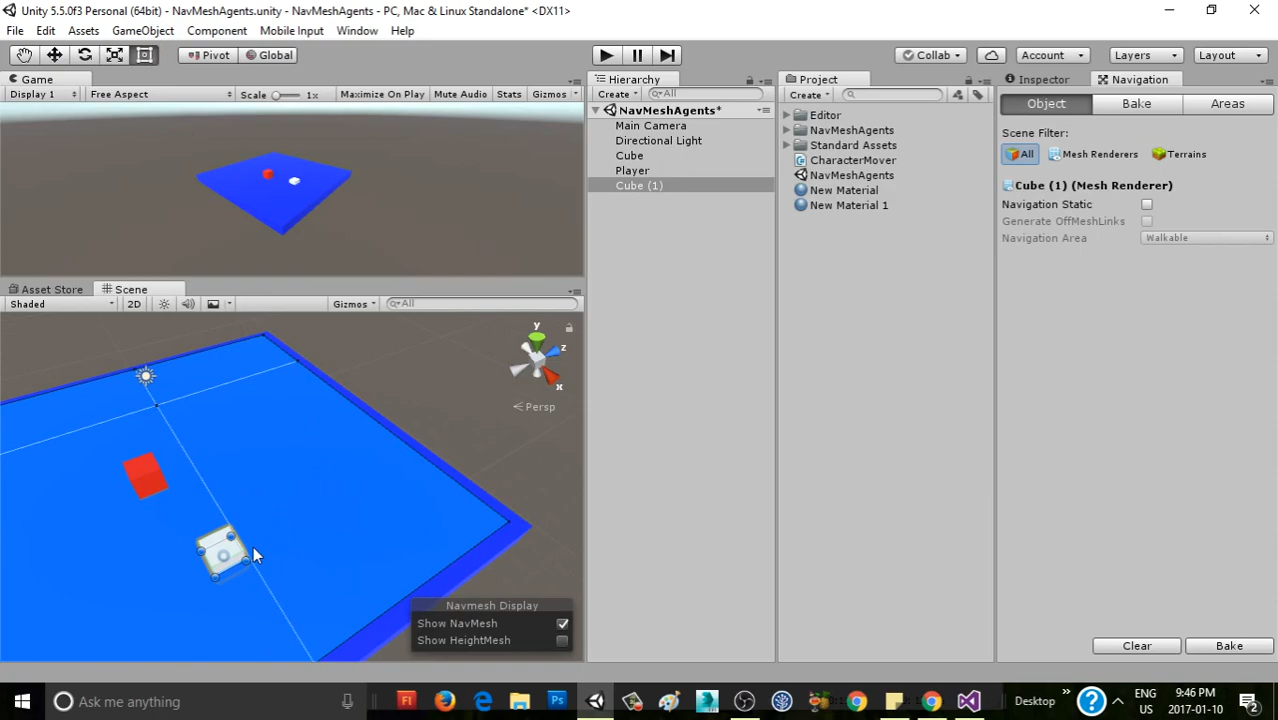 Unity 5.5.0f3 Personal (64bit) - NavMeshAgents.unity - NavMeshAgents - PC, Mac & Linux Standalone* <DX11>
File Edit Assets GameObject Component Mobile Input Window Help
Pivot Global Collab Account Layers Layout
Game
Display 1 Free Aspect Scale 1x Maximize On Play Mute Audio Stats Gizmos
Asset Store Scene
Shaded 2D Gizmos All
y
z
x
Persp
Navmesh Display
Show NavMesh
Show HeightMesh
Hierarchy
Create All
NavMeshAgents*
Main Camera
Directional Light
Cube
Player
Cube (1)
Project
Create
Editor
NavMeshAgents
Standard Assets
CharacterMover
NavMeshAgents
New Material
New Material 1
Inspector Navigation
Object Bake Areas
Scene Filter:
All Mesh Renderers Terrains
Cube (1) (Mesh Renderer)
Navigation Static
Generate OffMeshLinks
Navigation Area Walkable
Clear Bake
Ask me anything
Fl
Ps
Desktop
ENG
US
9:46 PM
2017-01-10
2